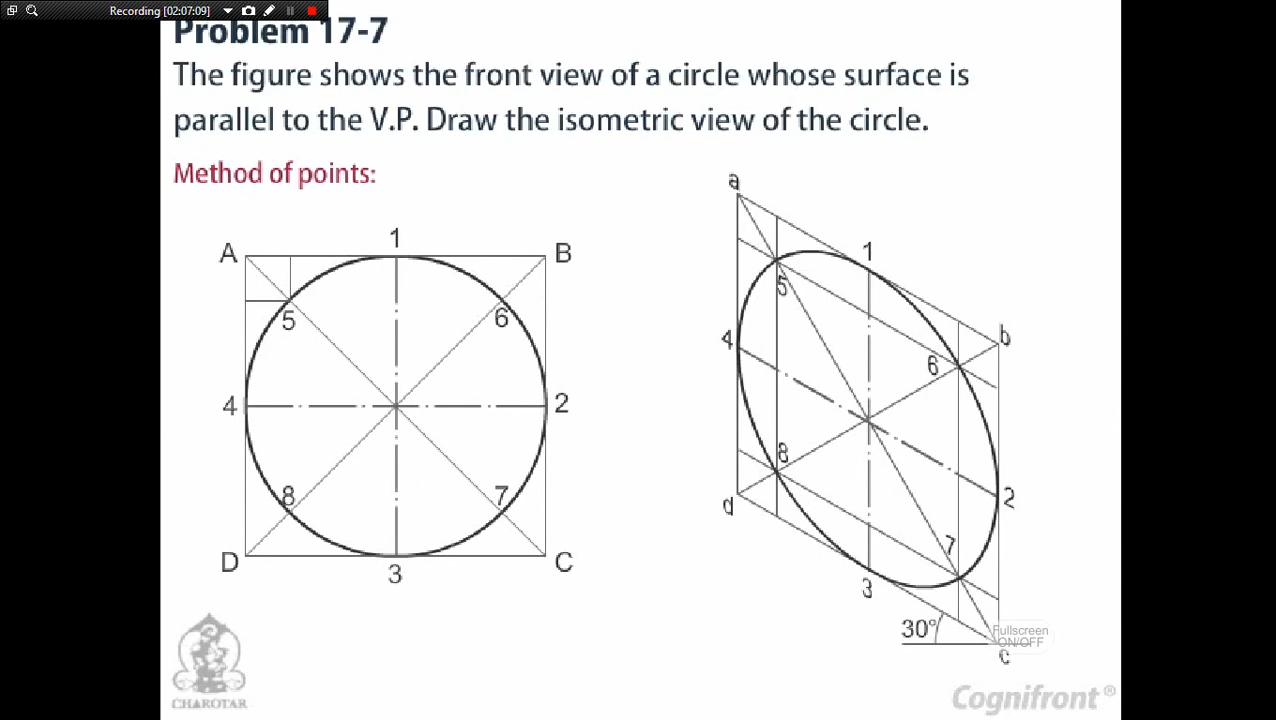 Recording [02:07:09]
Problem 17-7
The figure shows the front view of a circle whose surface is
parallel to the V.P. Draw the isometric view of the circle.
Method of points:
A 1 B
5 6
4 2
8 7
D 3 C
a
1
5
b
4
6
8
d
2
7
3
30°
Fullscreen
ON/OFF
c
CHAROTAR
Cognifront®